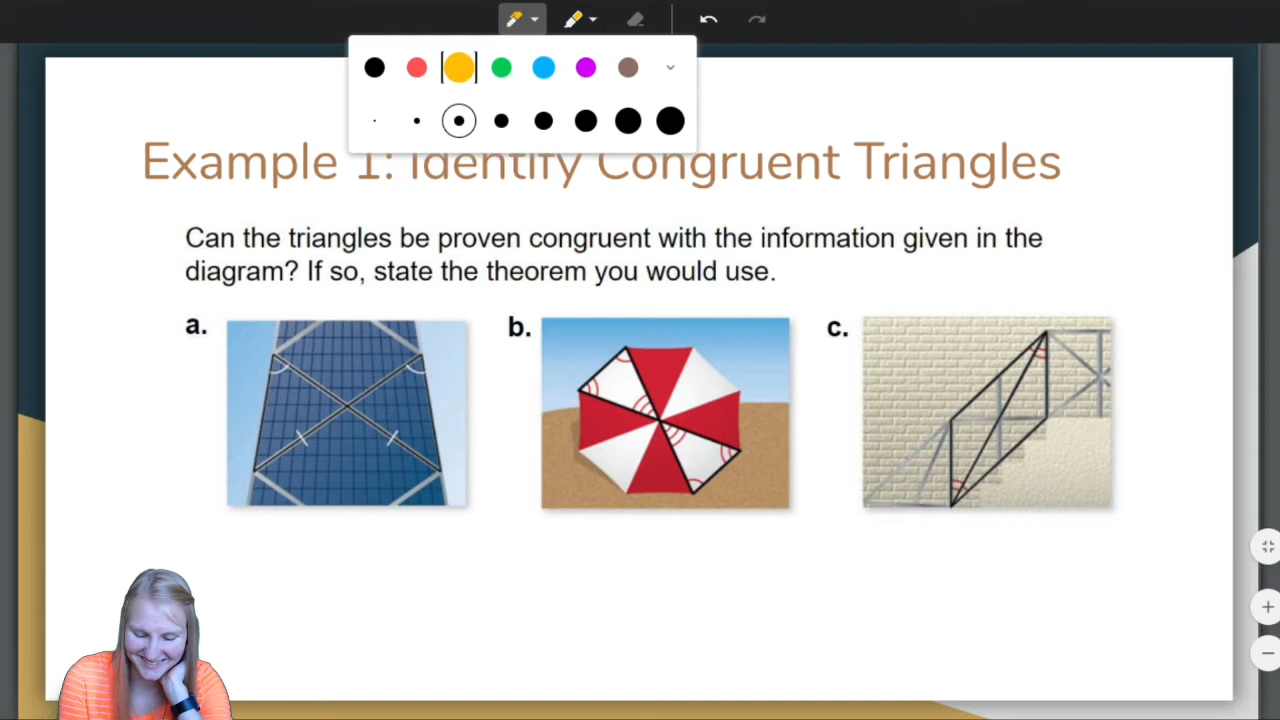 Example 1: Identify Congruent Triangles
Can the triangles be proven congruent with the information given in the
diagram? If so, state the theorem you would use.
a.
b.
c.